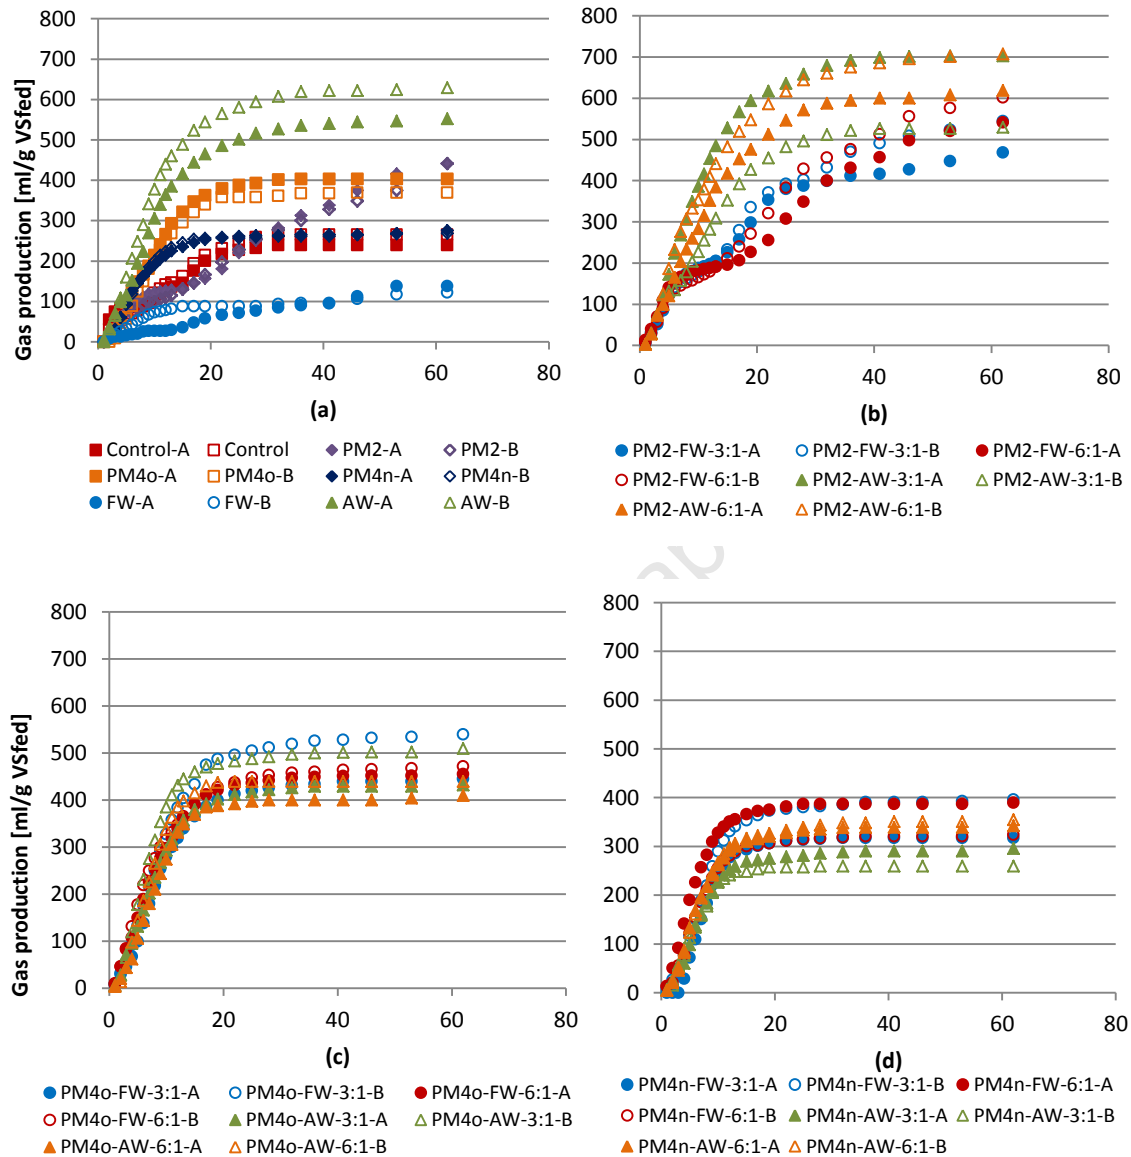 800
700
600
500
400
300
200
100
0
Gas production [ml/g VSfed]
0 20 40 60 80
(a)
Control-A Control PM2-A PM2-B
PM4o-A PM4o-B PM4n-A PM4n-B
FW-A FW-B AW-A AW-B
800
700
600
500
400
300
200
100
0
0 20 40 60 80
(b)
PM2-FW-3:1-A PM2-FW-3:1-B PM2-FW-6:1-A
PM2-FW-6:1-B PM2-AW-3:1-A PM2-AW-3:1-B
PM2-AW-6:1-A PM2-AW-6:1-B
800
700
600
500
400
300
200
100
0
Gas production [ml/g VSfed]
0 20 40 60 80
(c)
PM4o-FW-3:1-A PM4o-FW-3:1-B PM4o-FW-6:1-A
PM4o-FW-6:1-B PM4o-AW-3:1-A PM4o-AW-3:1-B
PM4o-AW-6:1-A PM4o-AW-6:1-B
800
700
600
500
400
300
200
100
0
0 20 40 60 80
(d)
PM4n-FW-3:1-A PM4n-FW-3:1-B PM4n-FW-6:1-A
PM4n-FW-6:1-B PM4n-AW-3:1-A PM4n-AW-3:1-B
PM4n-AW-6:1-A PM4n-AW-6:1-B